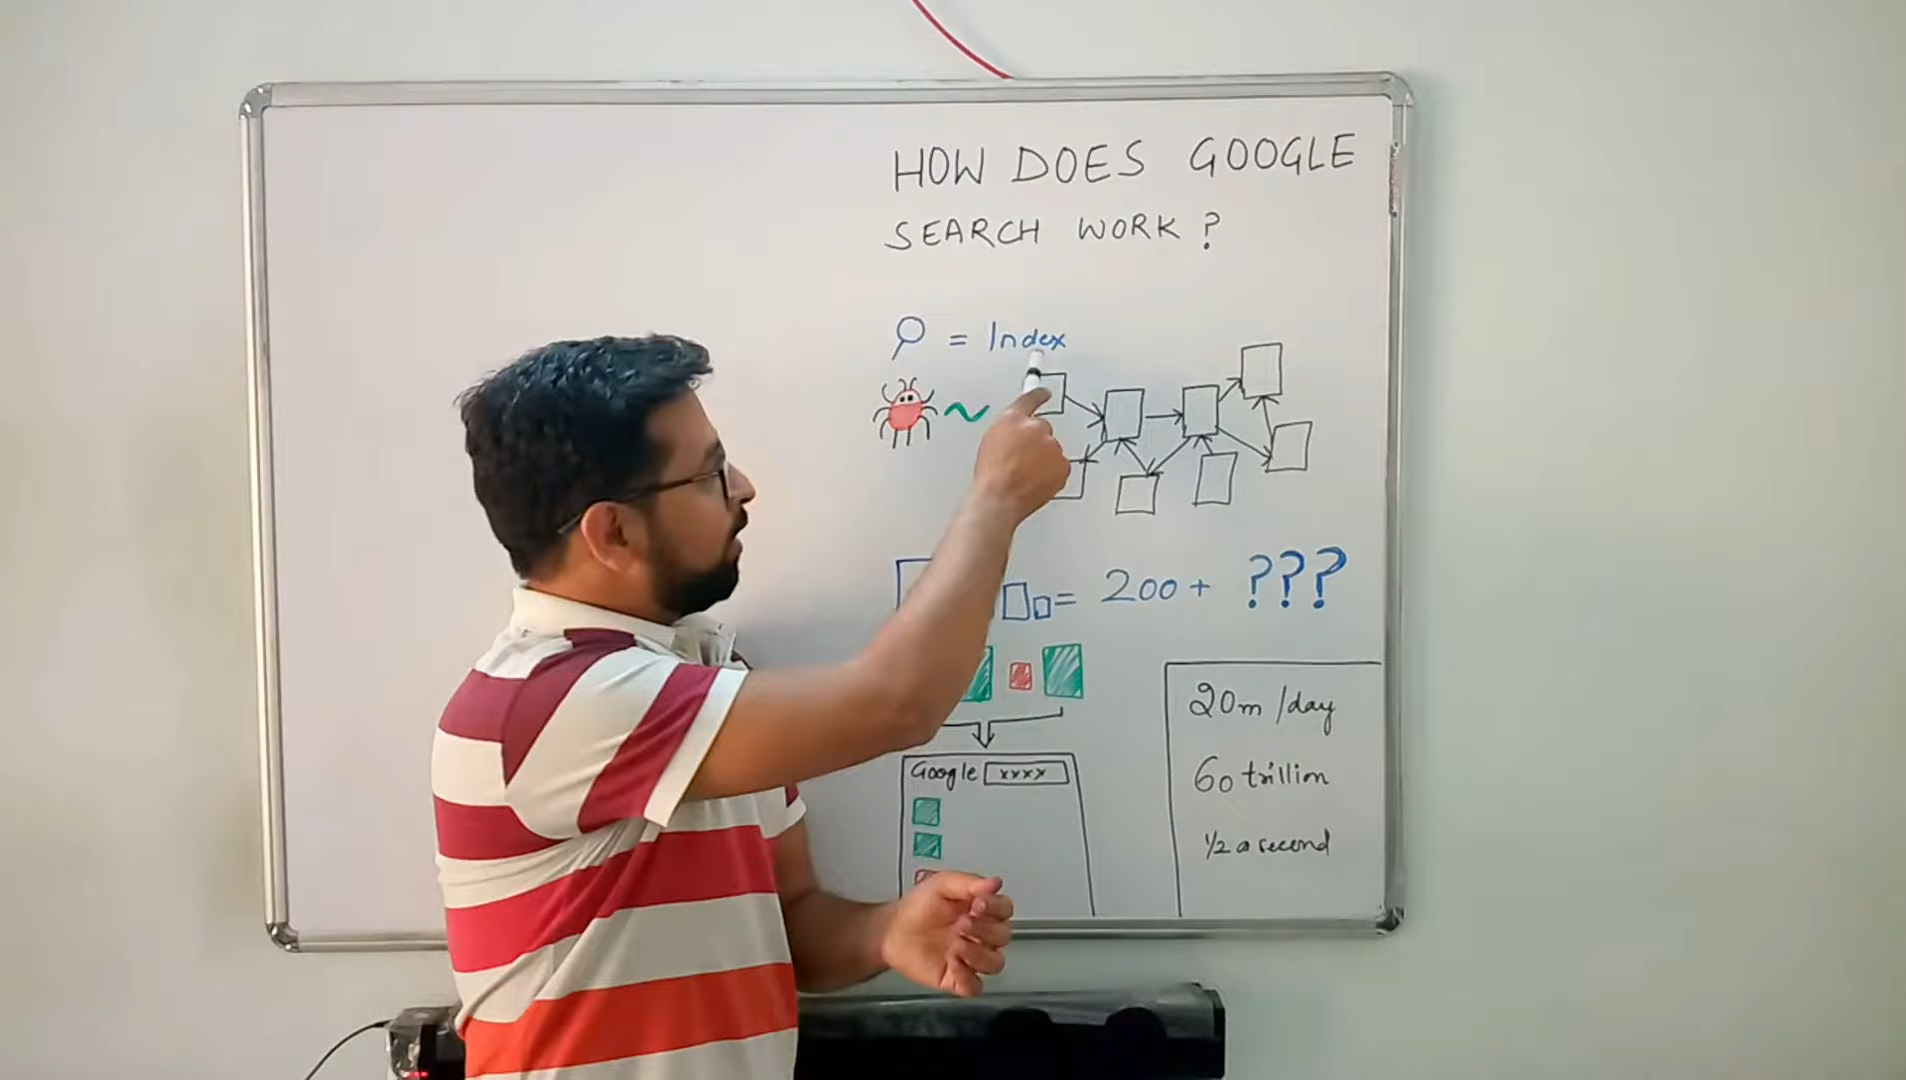 HOW DOES GOOGLE
SEARCH WORK ?
= Index
= 200 + ???
Google xxxx
20m /day
60 trillion
1/2 a second